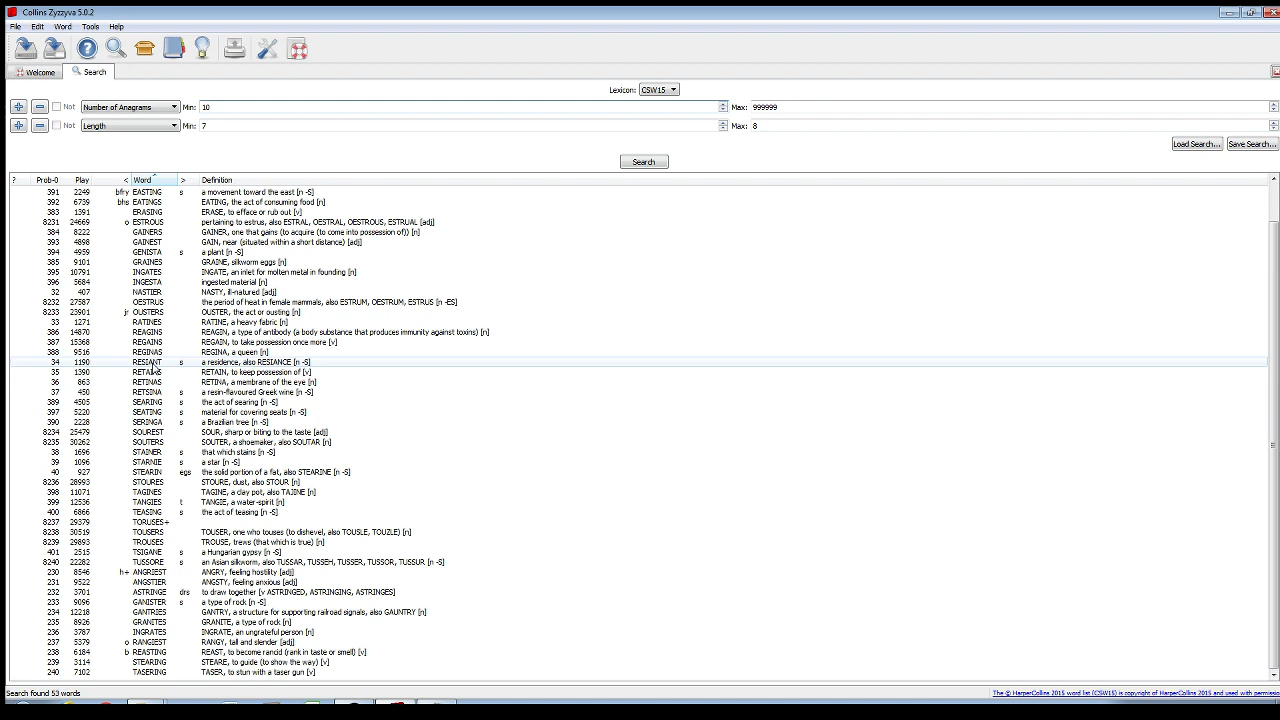 Collins Zyzzyva 5.0.2
File Edit Word Tools Help
Welcome Search
Lexicon: CSW15
Not Number of Anagrams Min: 10 Max: 999999
Not Length Min: 7 Max: 8
Load Search... Save Search...
Search
? Prob-0 Play < Word > Definition
391 2249 bfry EASTING s a movement toward the east [n -S]
392 6739 bhs EATINGS EATING, the act of consuming food [n]
383 1391 ERASING ERASE, to efface or rub out [v]
8231 24669 o ESTROUS pertaining to estrus, also ESTRAL, OESTRAL, OESTROUS, ESTRUAL [adj]
384 8222 GAINERS GAINER, one that gains (to acquire (to come into possession of)) [n]
393 4898 GAINEST GAIN, near (situated within a short distance) [adj]
394 4959 GENISTA s a plant [n -S]
385 9101 GRAINES GRAINE, silkworm eggs [n]
395 10791 INGATES INGATE, an inlet for molten metal in founding [n]
396 5684 INGESTA ingested material [n]
32 407 NASTIER NASTY, ill-natured [adj]
8232 27587 OESTRUS the period of heat in female mammals, also ESTRUM, OESTRUM, ESTRUS [n -ES]
8233 23901 jr OUSTERS OUSTER, the act or ousting [n]
33 1271 RATINES RATINE, a heavy fabric [n]
386 14870 REAGINS REAGIN, a type of antibody (a body substance that produces immunity against toxins) [n]
387 15368 REGAINS REGAIN, to take possession once more [v]
388 9516 REGINAS REGINA, a queen [n]
34 1190 RESIANT s a residence, also RESIANCE [n -S]
35 1390 RETAINS RETAIN, to keep possession of [v]
36 863 RETINAS RETINA, a membrane of the eye [n]
37 450 RETSINA s a resin-flavoured Greek wine [n -S]
389 4505 SEARING s the act of searing [n -S]
397 5220 SEATING s material for covering seats [n -S]
390 2228 SERINGA s a Brazilian tree [n -S]
8234 25479 SOUREST SOUR, sharp or biting to the taste [adj]
8235 30262 SOUTERS SOUTER, a shoemaker, also SOUTAR [n]
38 1696 STAINER s that which stains [n -S]
39 1096 STARNIE s a star [n -S]
40 927 STEARIN egs the solid portion of a fat, also STEARINE [n -S]
8236 28993 STOURES STOURE, dust, also STOUR [n]
398 11071 TAGINES TAGINE, a clay pot, also TAJINE [n]
399 12536 TANGIES t TANGIE, a water-spirit [n]
400 6866 TEASING s the act of teasing [n -S]
8237 29379 TORUSES+
8238 30519 TOUSERS TOUSER, one who touses (to dishevel, also TOUSLE, TOUZLE) [n]
8239 29893 TROUSES TROUSE, trews (that which is true) [n]
401 2515 TSIGANE s a Hungarian gypsy [n -S]
8240 22282 TUSSORE s an Asian silkworm, also TUSSAR, TUSSEH, TUSSER, TUSSOR, TUSSUR [n -S]
230 8546 h+ ANGRIEST ANGRY, feeling hostility [adj]
231 9522 ANGSTIER ANGSTY, feeling anxious [adj]
232 3701 ASTRINGE drs to draw together [v ASTRINGED, ASTRINGING, ASTRINGES]
233 9096 GANISTER s a type of rock [n -S]
234 12218 GANTRIES GANTRY, a structure for supporting railroad signals, also GAUNTRY [n]
235 8926 GRANITES GRANITE, a type of rock [n]
236 3787 INGRATES INGRATE, an ungrateful person [n]
237 5379 o RANGIEST RANGY, tall and slender [adj]
238 6184 b REASTING REAST, to become rancid (rank in taste or smell) [v]
239 3114 STEARING STEARE, to guide (to show the way) [v]
240 7102 TASERING TASER, to stun with a taser gun [v]
Search found 53 words
The © HarperCollins 2015 word list (CSW15) is copyright of HarperCollins 2015 and used with permissio